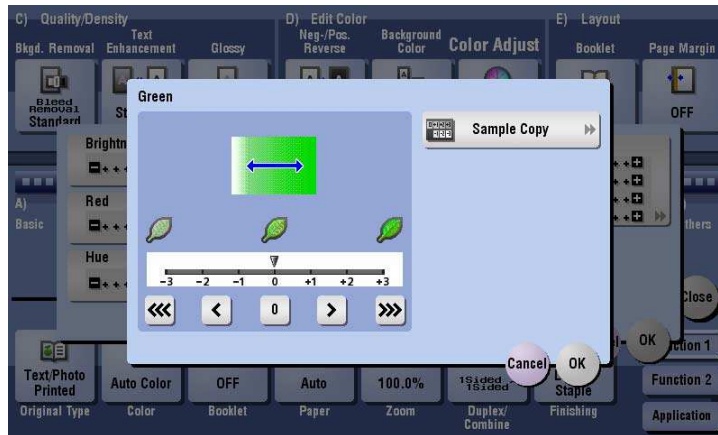 C) Quality/Density
D) Edit Color
E) Layout
Bkgd. Removal
Text
Enhancement
Glossy
Neg-/Pos.
Reverse
Background
Color
Color Adjust
Booklet
Page Margin
Bleed
Removal
Standard
St
OFF
Green
Sample Copy
Brightn
A)
Basic
Red
thers
Hue
-3 -2 -1 0 +1 +2 +3
0
Close
Cancel
OK
OK
ction 1
Text/Photo
Printed
Auto Color
OFF
Auto
100.0%
1Sided
1Sided
Staple
Function 2
Original Type
Color
Booklet
Paper
Zoom
Duplex/
Combine
Finishing
Application